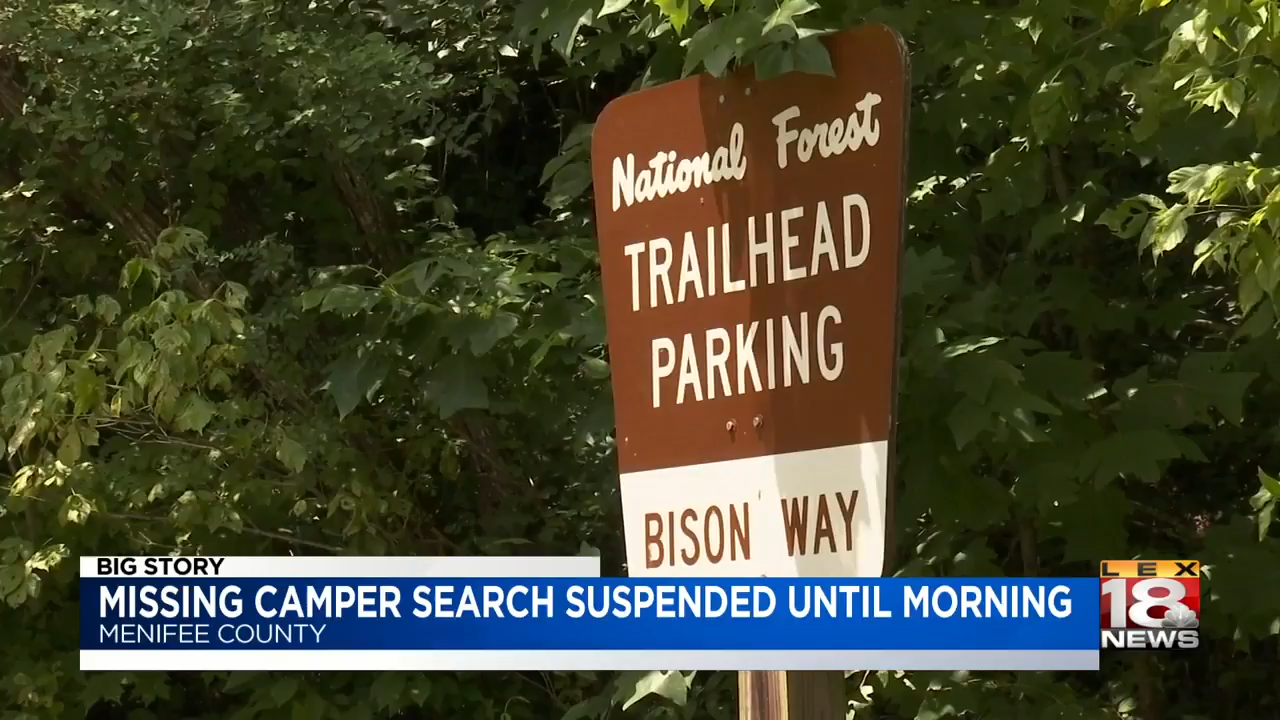 National Forest
TRAILHEAD
PARKING
BISON WAY
BIG STORY
MISSING CAMPER SEARCH SUSPENDED UNTIL MORNING
MENIFEE COUNTY
LEX
18
NEWS